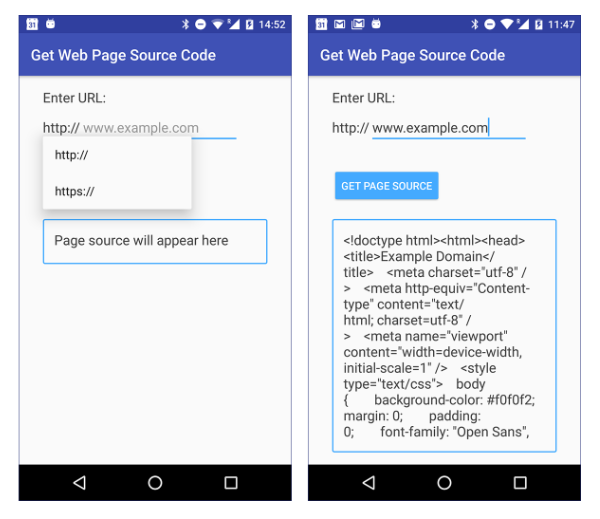 31 14:52
Get Web Page Source Code
Enter URL:
http:// www.example.com
http://
https://
Page source will appear here
31 11:47
Get Web Page Source Code
Enter URL:
http:// www.example.com
GET PAGE SOURCE
<!doctype html><html><head>
<title>Example Domain</
title>    <meta charset="utf-8" /
>    <meta http-equiv="Content-
type" content="text/
html; charset=utf-8" /
>    <meta name="viewport"
content="width=device-width,
initial-scale=1" />    <style
type="text/css">    body
{        background-color: #f0f0f2;
margin: 0;        padding:
0;        font-family: "Open Sans",